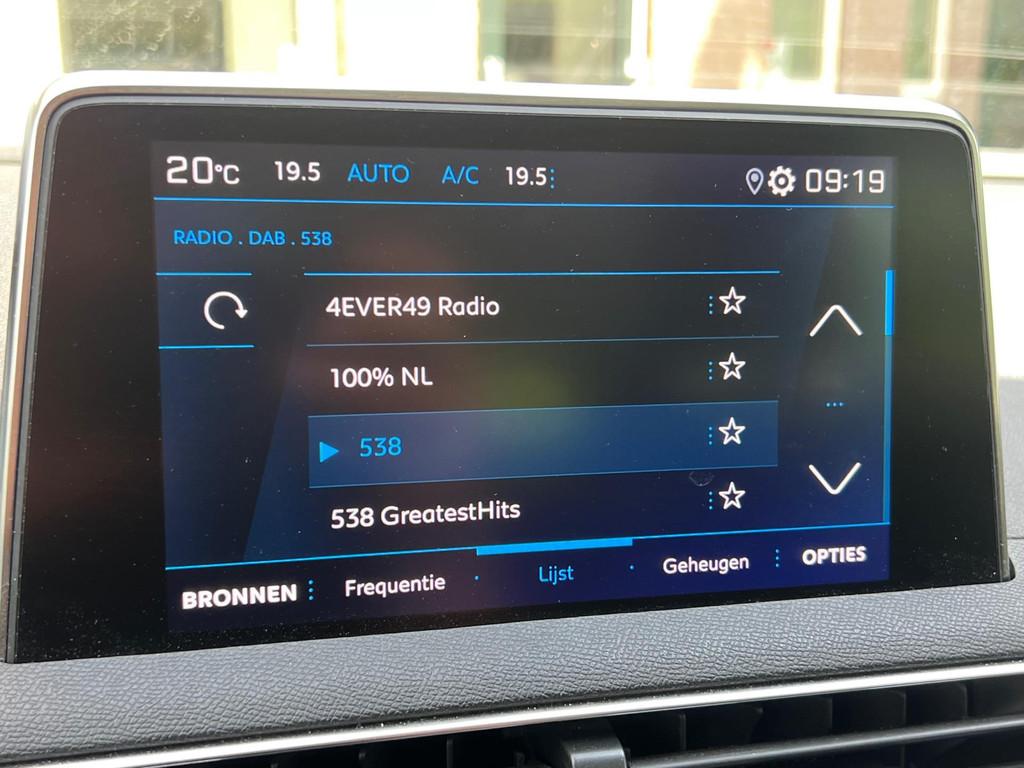 20°C 19.5 AUTO A/C 19.5 09:19
RADIO . DAB . 538
4EVER49 Radio
100% NL
538
538 GreatestHits
BRONNEN Frequentie Lijst Geheugen OPTIES